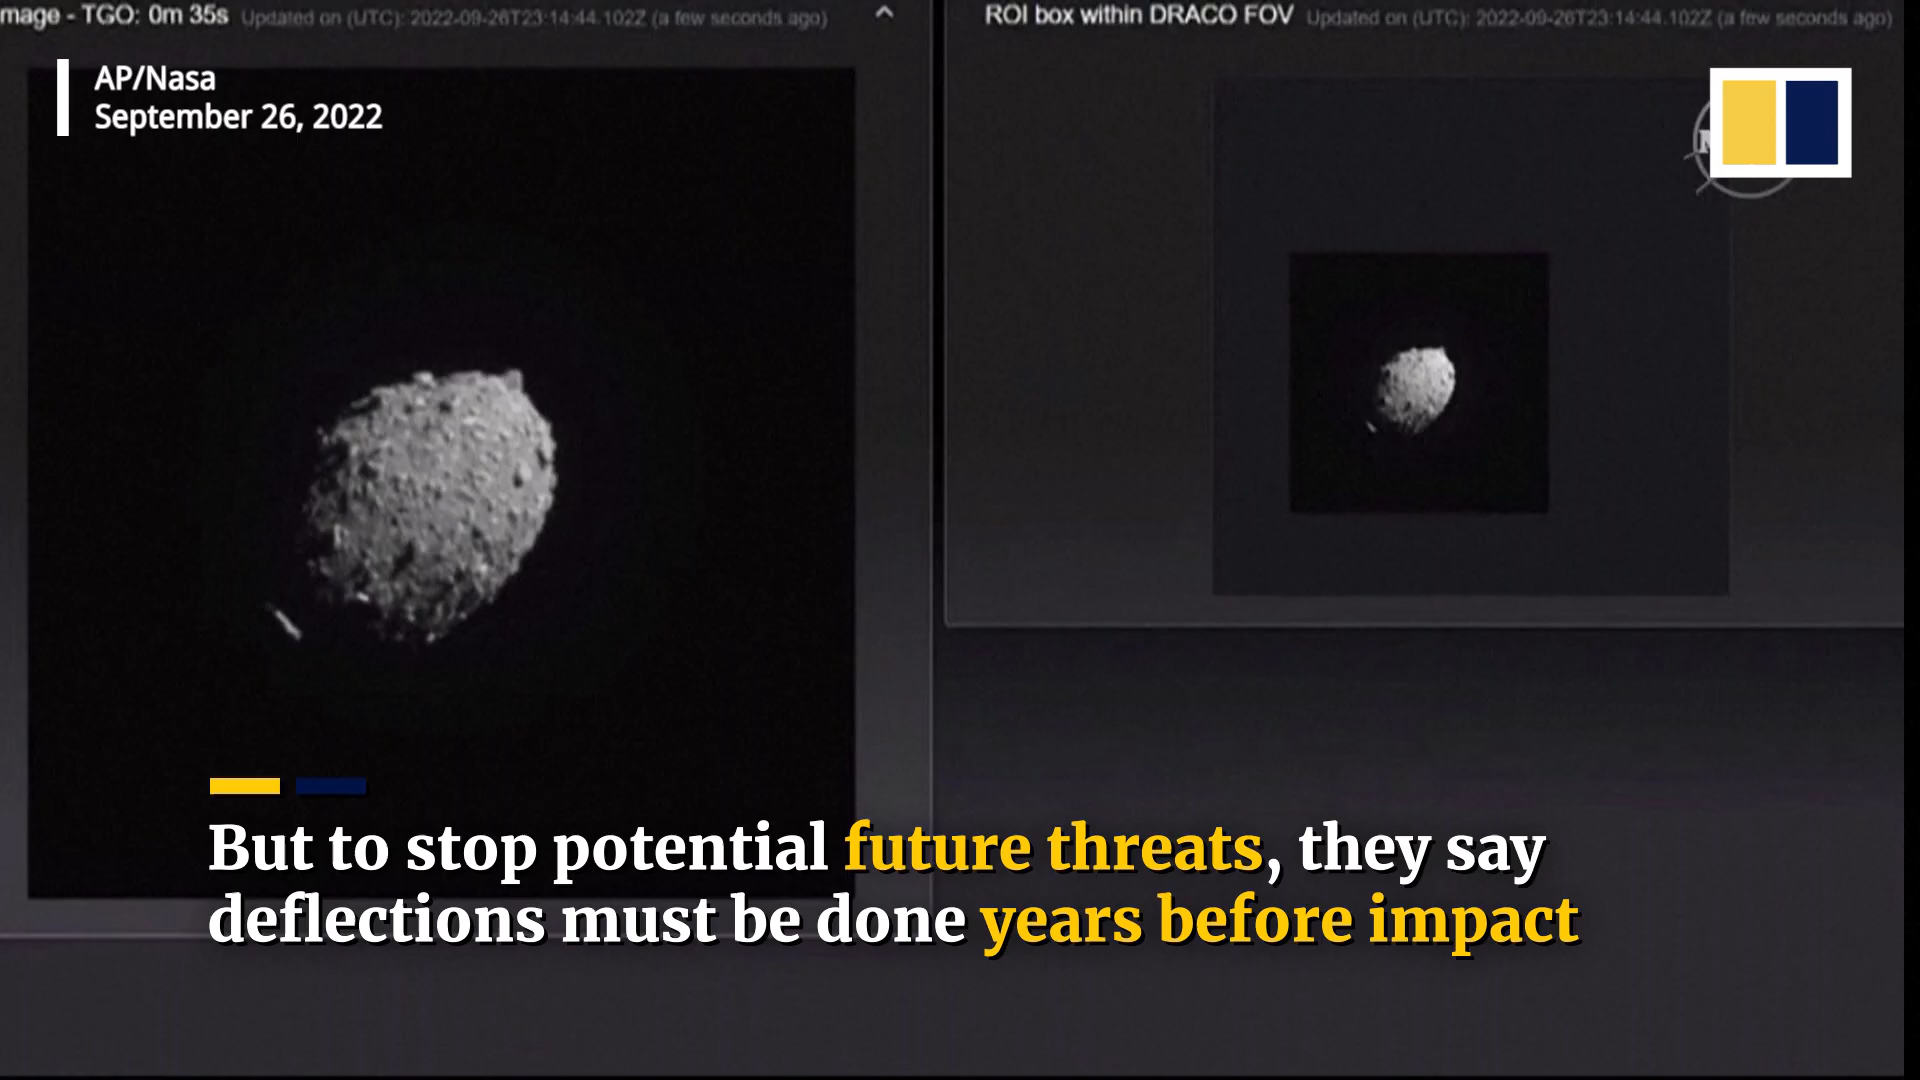 mage - TGO: 0m 35s Updated on (UTC): 2022-09-26T23:14:44.102Z (a few seconds ago)
ROI box within DRACO FOV Updated on (UTC): 2022-09-26T23:14:44.102Z (a few seconds ago)
AP/Nasa
September 26, 2022
But to stop potential future threats, they say
deflections must be done years before impact